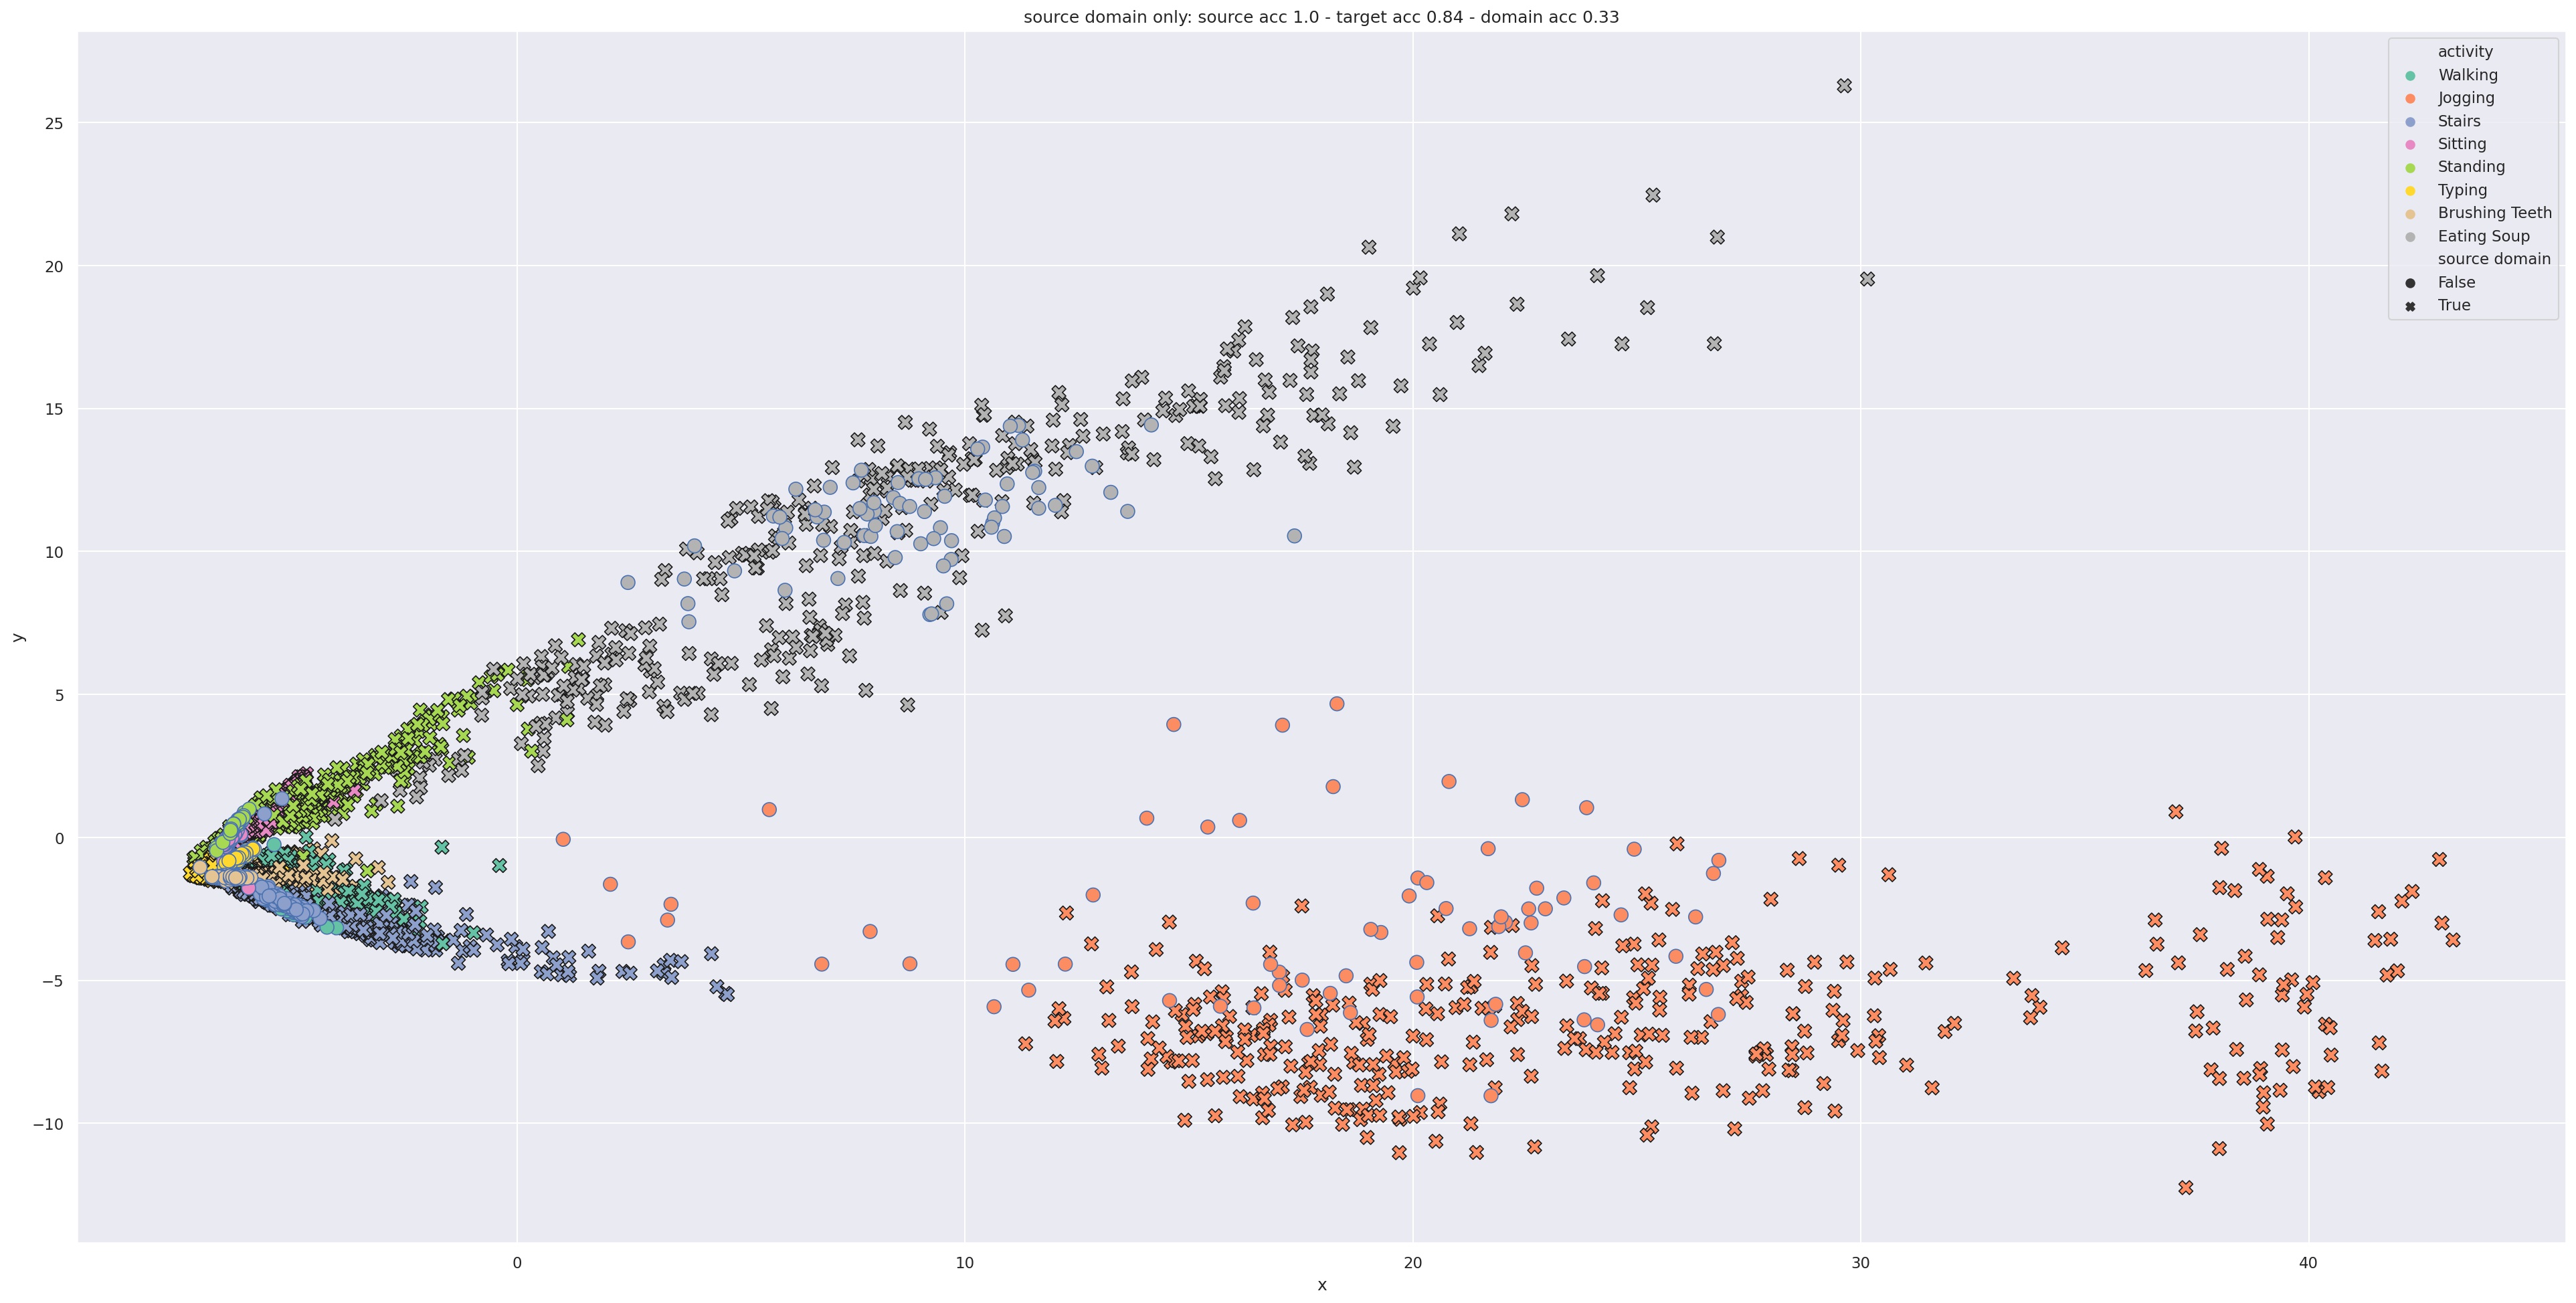 source domain only: source acc 1.0 - target acc 0.84 - domain acc 0.33
activity
Walking
Jogging
Stairs
Sitting
Standing
Typing
Brushing Teeth
Eating Soup
source domain
False
True
y
25
20
15
10
5
0
−5
−10
0
10
20
30
40
x